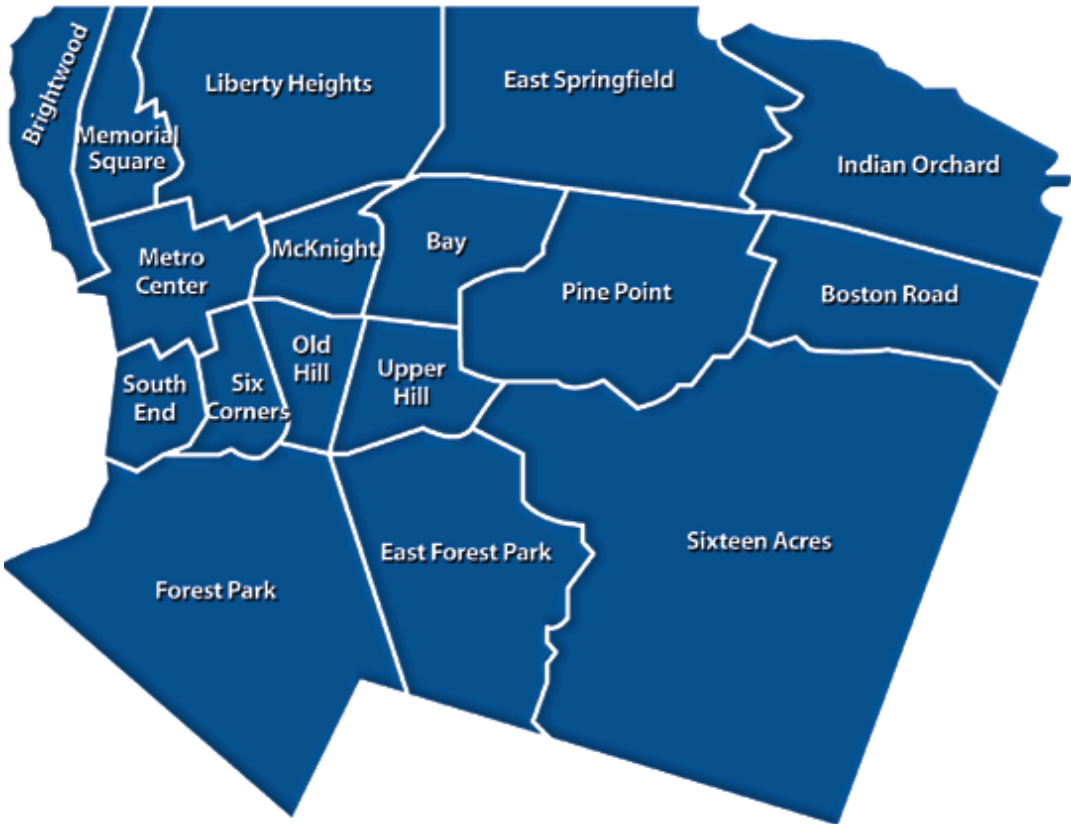 Brightwood
Liberty Heights
East Springfield
Memorial
Square
Indian Orchard
Metro
Center
McKnight
Bay
Pine Point
Boston Road
South
End
Six
Corners
Old
Hill
Upper
Hill
East Forest Park
Sixteen Acres
Forest Park